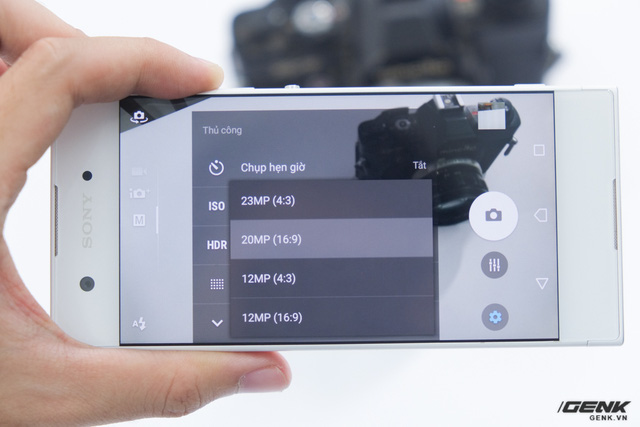 SONY
Thủ công
Chụp hẹn giờ
Tắt
ISO
23MP (4:3)
HDR
20MP (16:9)
12MP (4:3)
12MP (16:9)
M
A
/GENK
GENK.VN